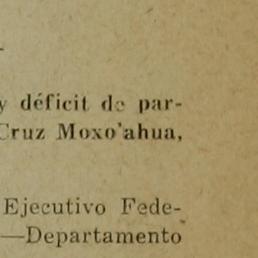 y déficit de par-
Cruz Moxo'ahua,
Ejecutivo Fede-
—Departamento